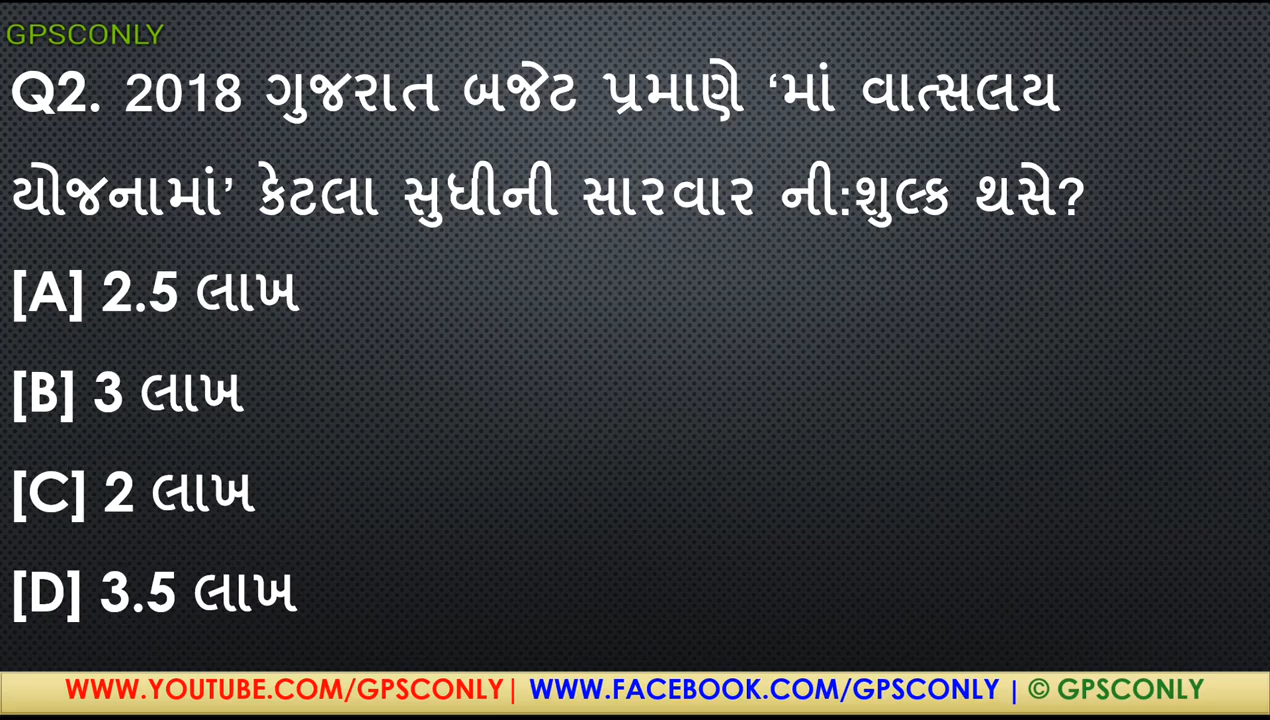 GPSCONLY
Q2. 2018 ગુજરાત બજેટ પ્રમાણે ‘માં વાત્સલય
યોજનામાં’ કેટલા સુધીની સારવાર ની:શુલ્ક થસે?
[A] 2.5 લાખ
[B] 3 લાખ
[C] 2 લાખ
[D] 3.5 લાખ
WWW.YOUTUBE.COM/GPSCONLY| WWW.FACEBOOK.COM/GPSCONLY | © GPSCONLY